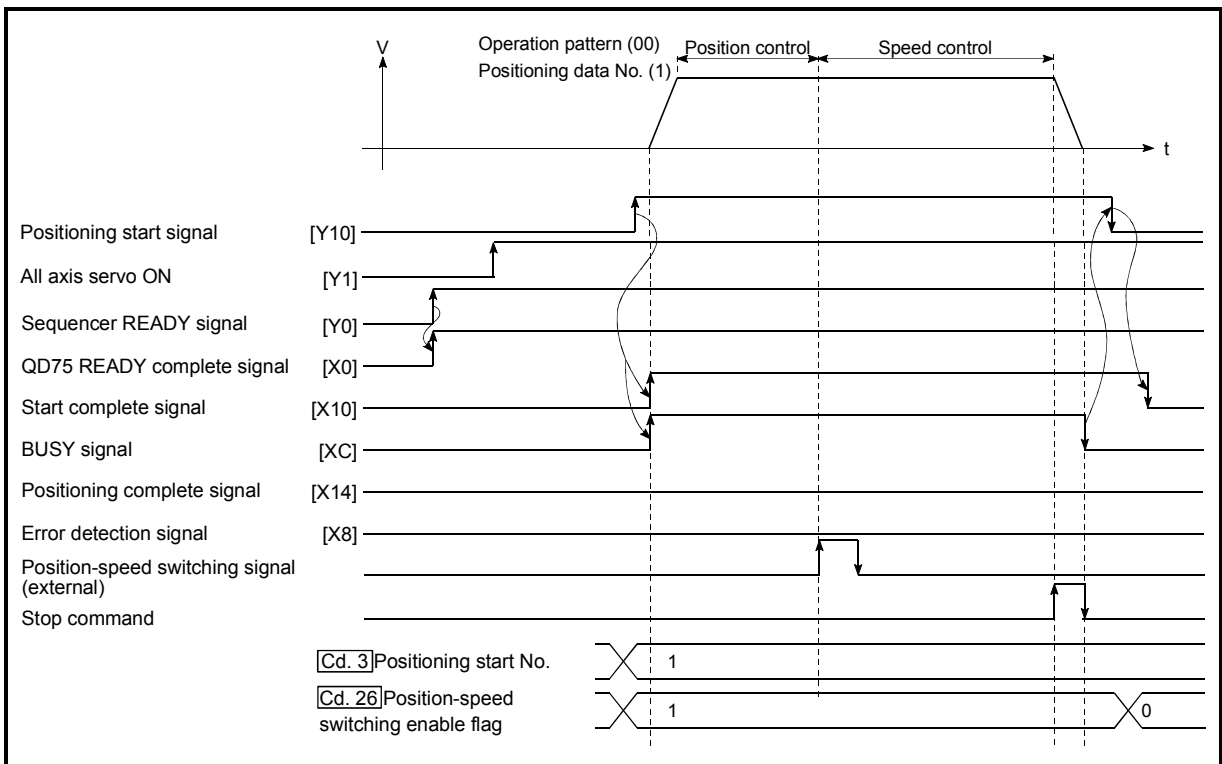 V
Operation pattern (00)
Positioning data No. (1)
Position control
Speed control
t
Positioning start signal [Y10]
All axis servo ON [Y1]
Sequencer READY signal [Y0]
QD75 READY complete signal [X0]
Start complete signal [X10]
BUSY signal [XC]
Positioning complete signal [X14]
Error detection signal [X8]
Position-speed switching signal
(external)
Stop command
Cd. 3 Positioning start No. 1
Cd. 26 Position-speed
switching enable flag 1 0